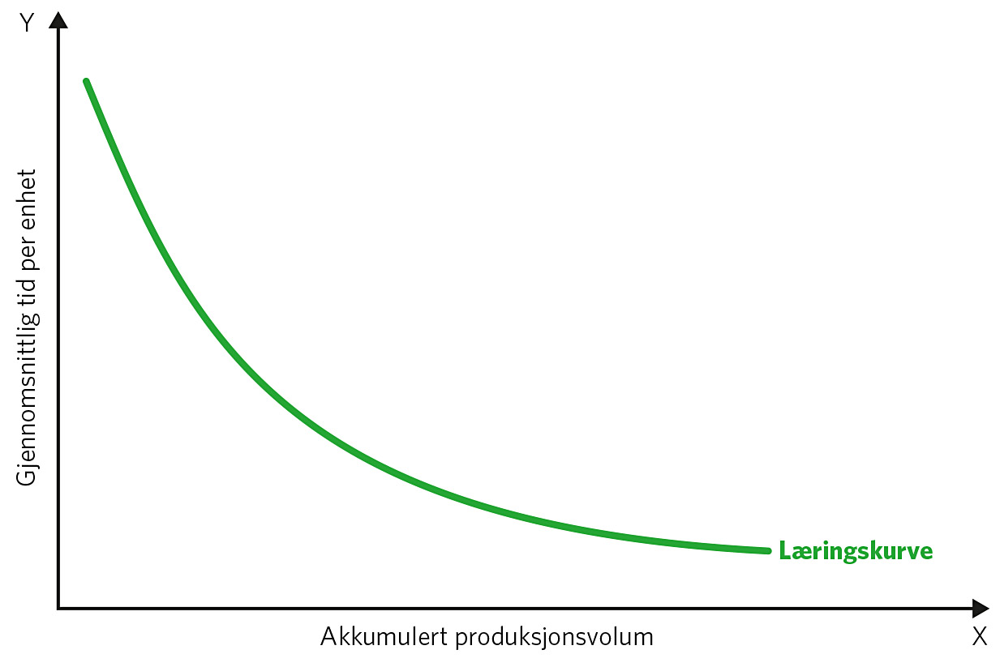 Y
Gjennomsnittlig tid per enhet
Læringskurve
Akkumulert produksjonsvolum
X